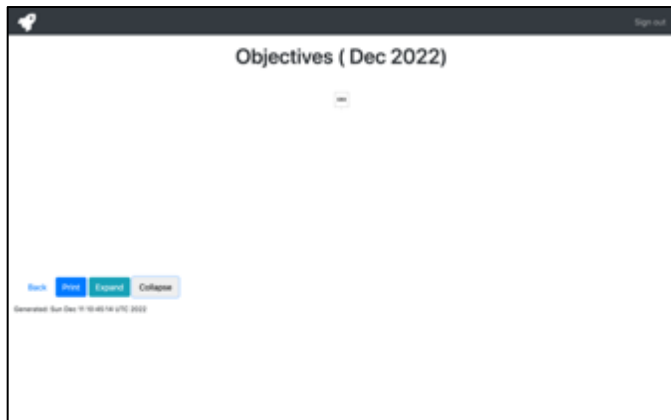 Sign out
Objectives ( Dec 2022)
Back Print Expand Collapse
Generated: Sun Dec 11 10:45:14 UTC 2022